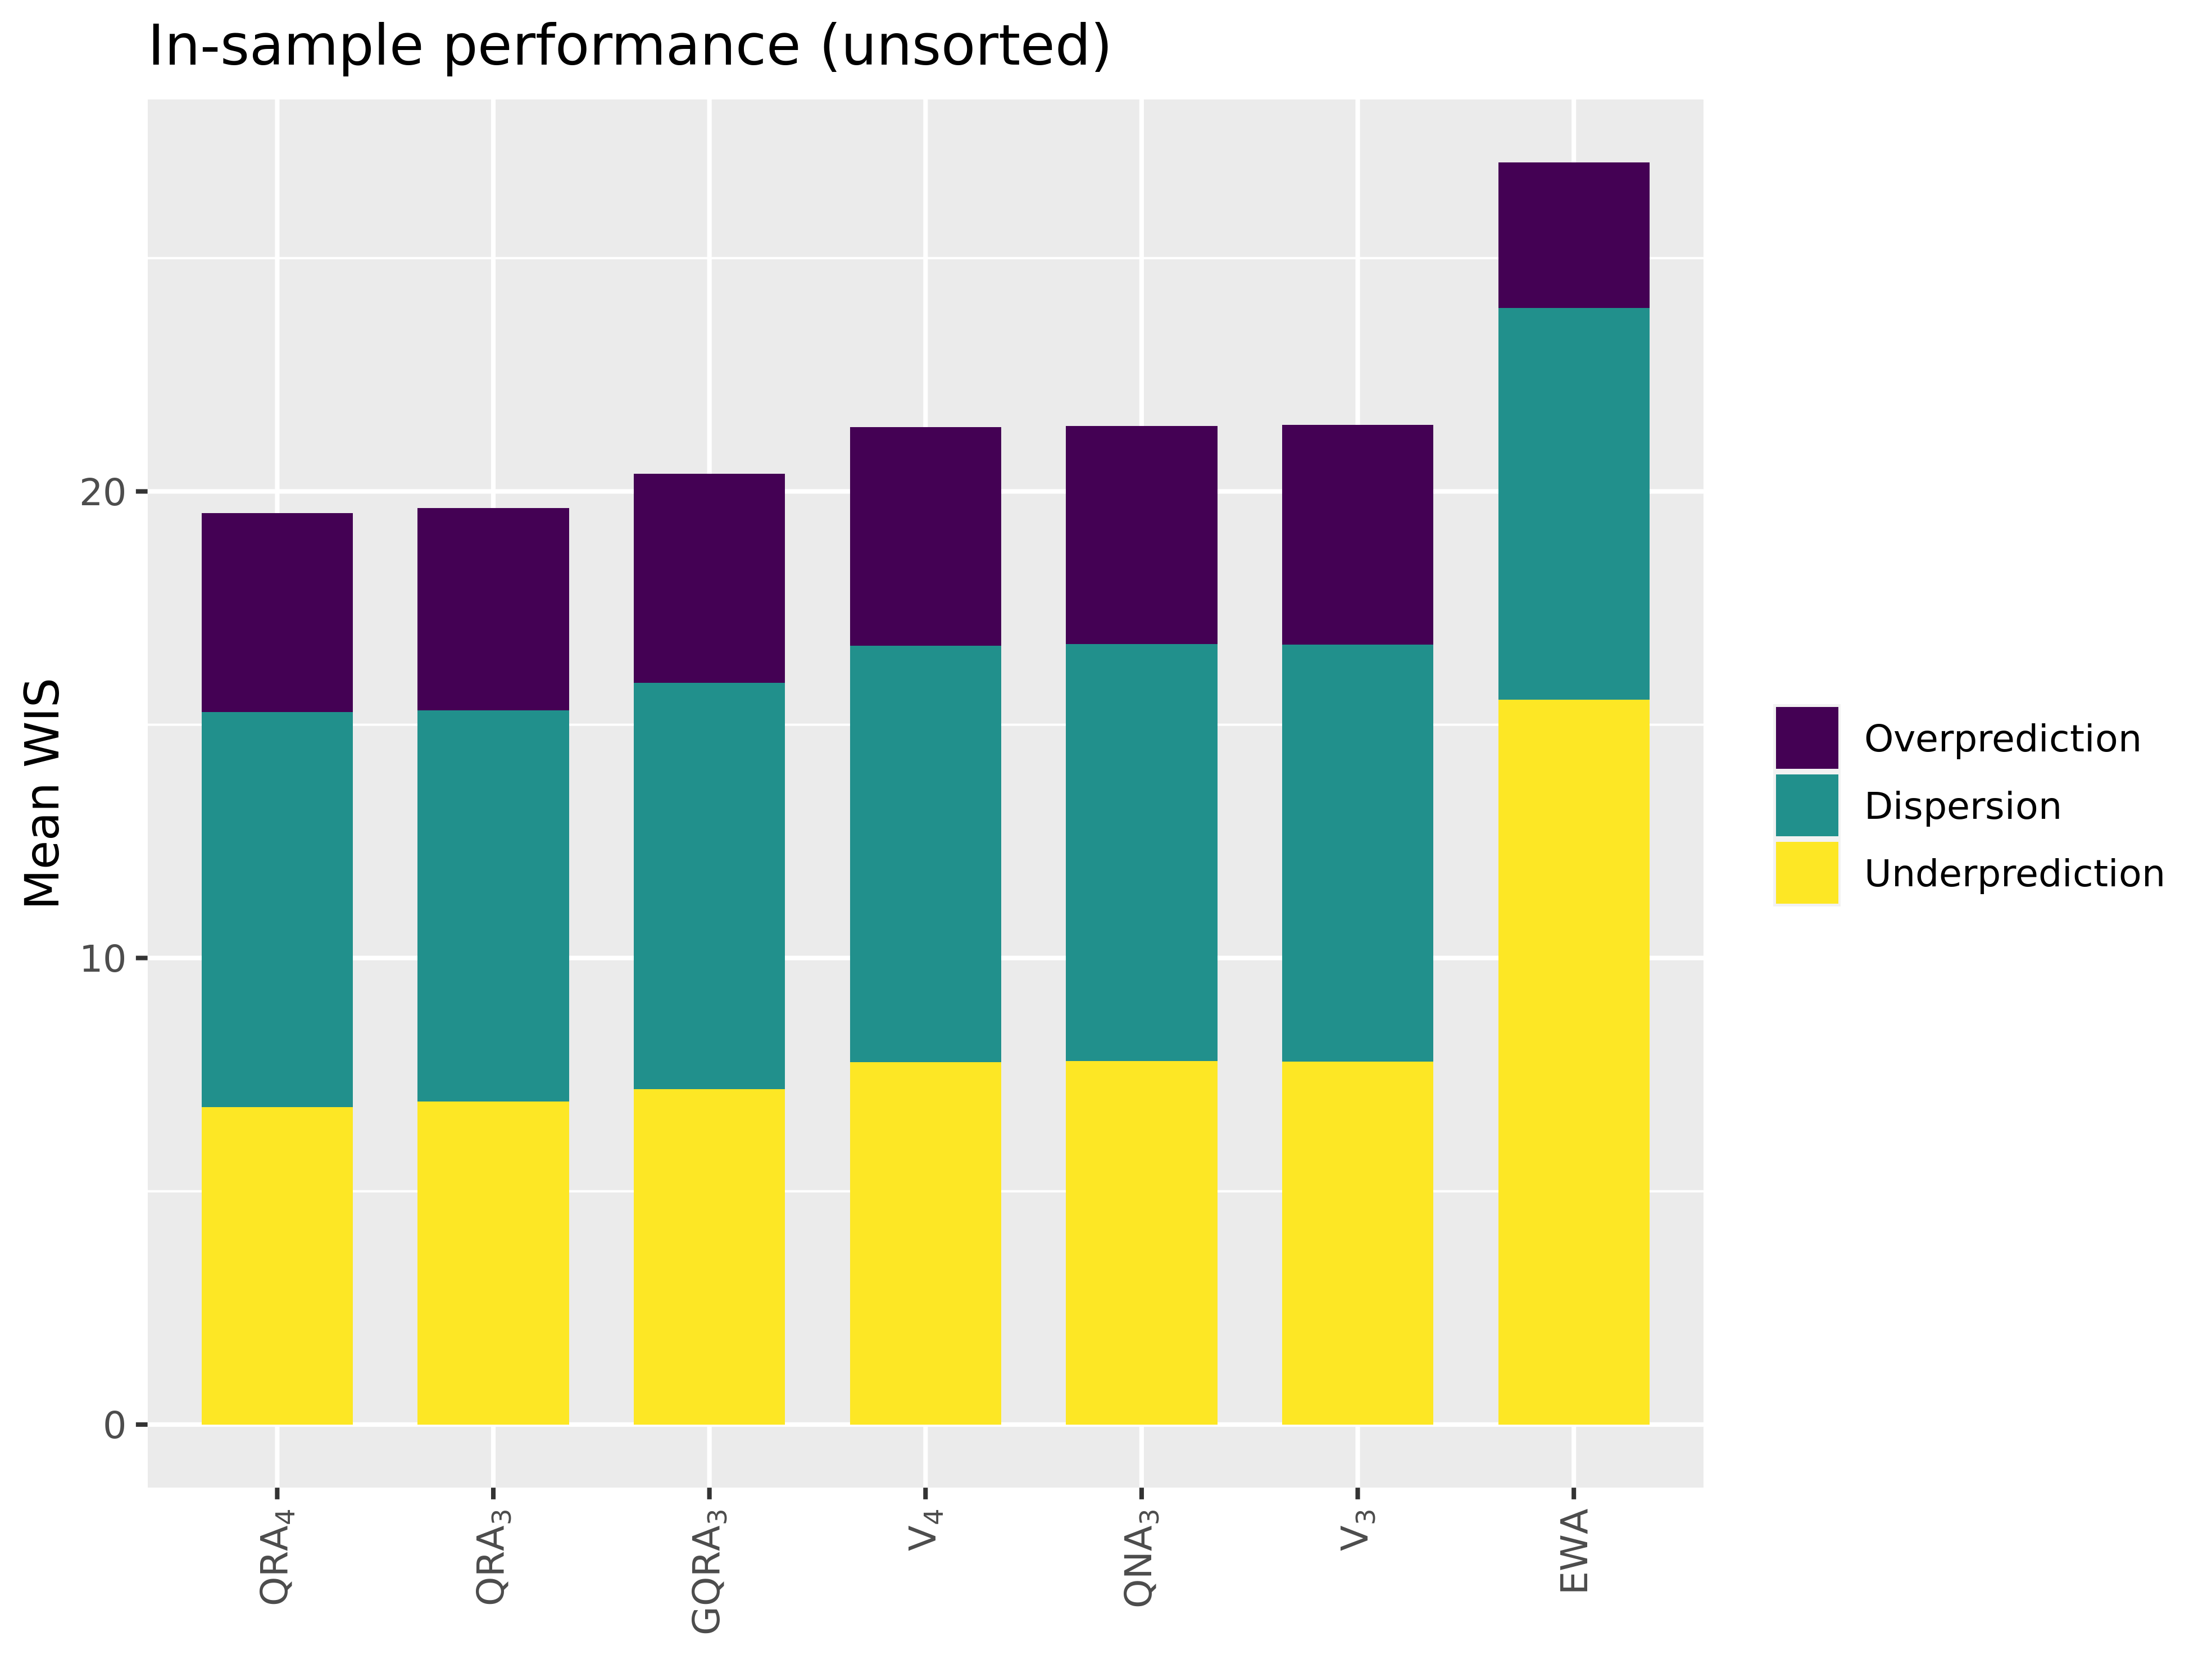 In-sample performance (unsorted)
Mean WIS
20
10
0
QRA₄
QRA₃
GQRA₃
V₄
QNA₃
V₃
EWA
Overprediction
Dispersion
Underprediction